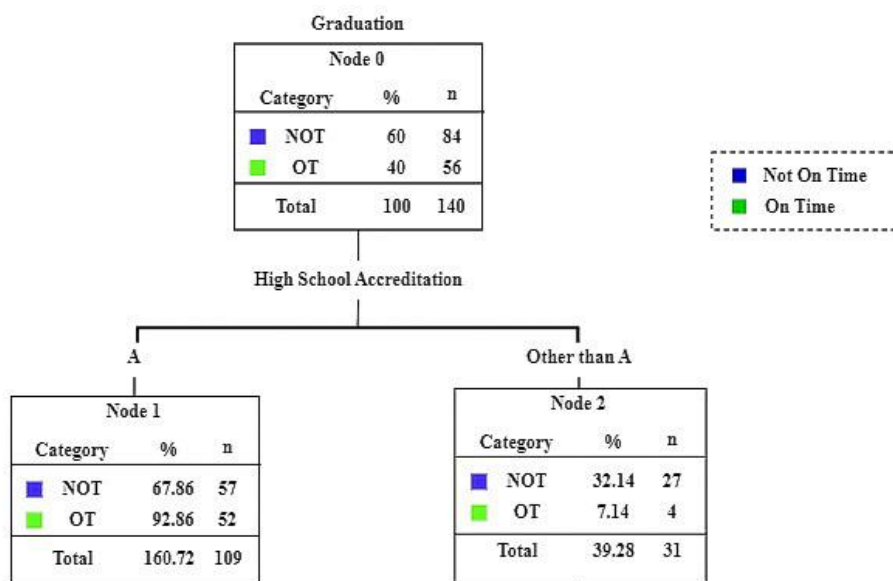 Graduation
Node 0
Category % n
NOT 60 84
OT 40 56
Total 100 140
Not On Time
On Time
High School Accreditation
A
Other than A
Node 1
Category % n
NOT 67.86 57
OT 92.86 52
Total 160.72 109
Node 2
Category % n
NOT 32.14 27
OT 7.14 4
Total 39.28 31